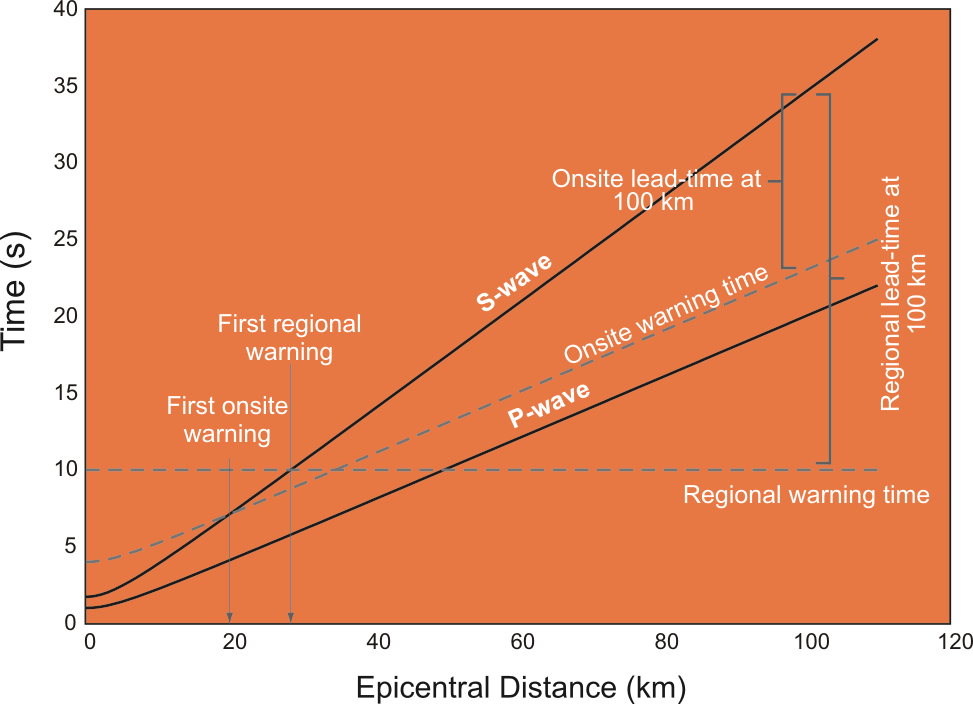 40
35
30
25
20
15
10
5
0
Time (s)
S-wave
Onsite lead-time at
100 km
Onsite warning time
P-wave
First regional
warning
First onsite
warning
Regional lead-time at
100 km
Regional warning time
0
20
40
60
80
100
120
Epicentral Distance (km)